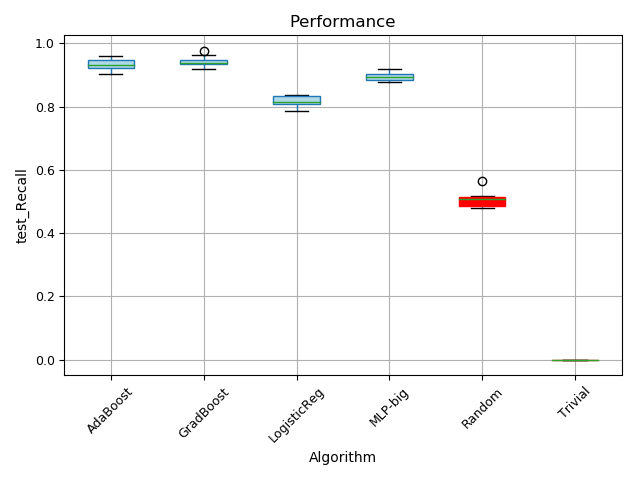 Performance
1.0
0.8
0.6
0.4
0.2
0.0
test_Recall
AdaBoost
GradBoost
LogisticReg
MLP-big
Random
Trivial
Algorithm